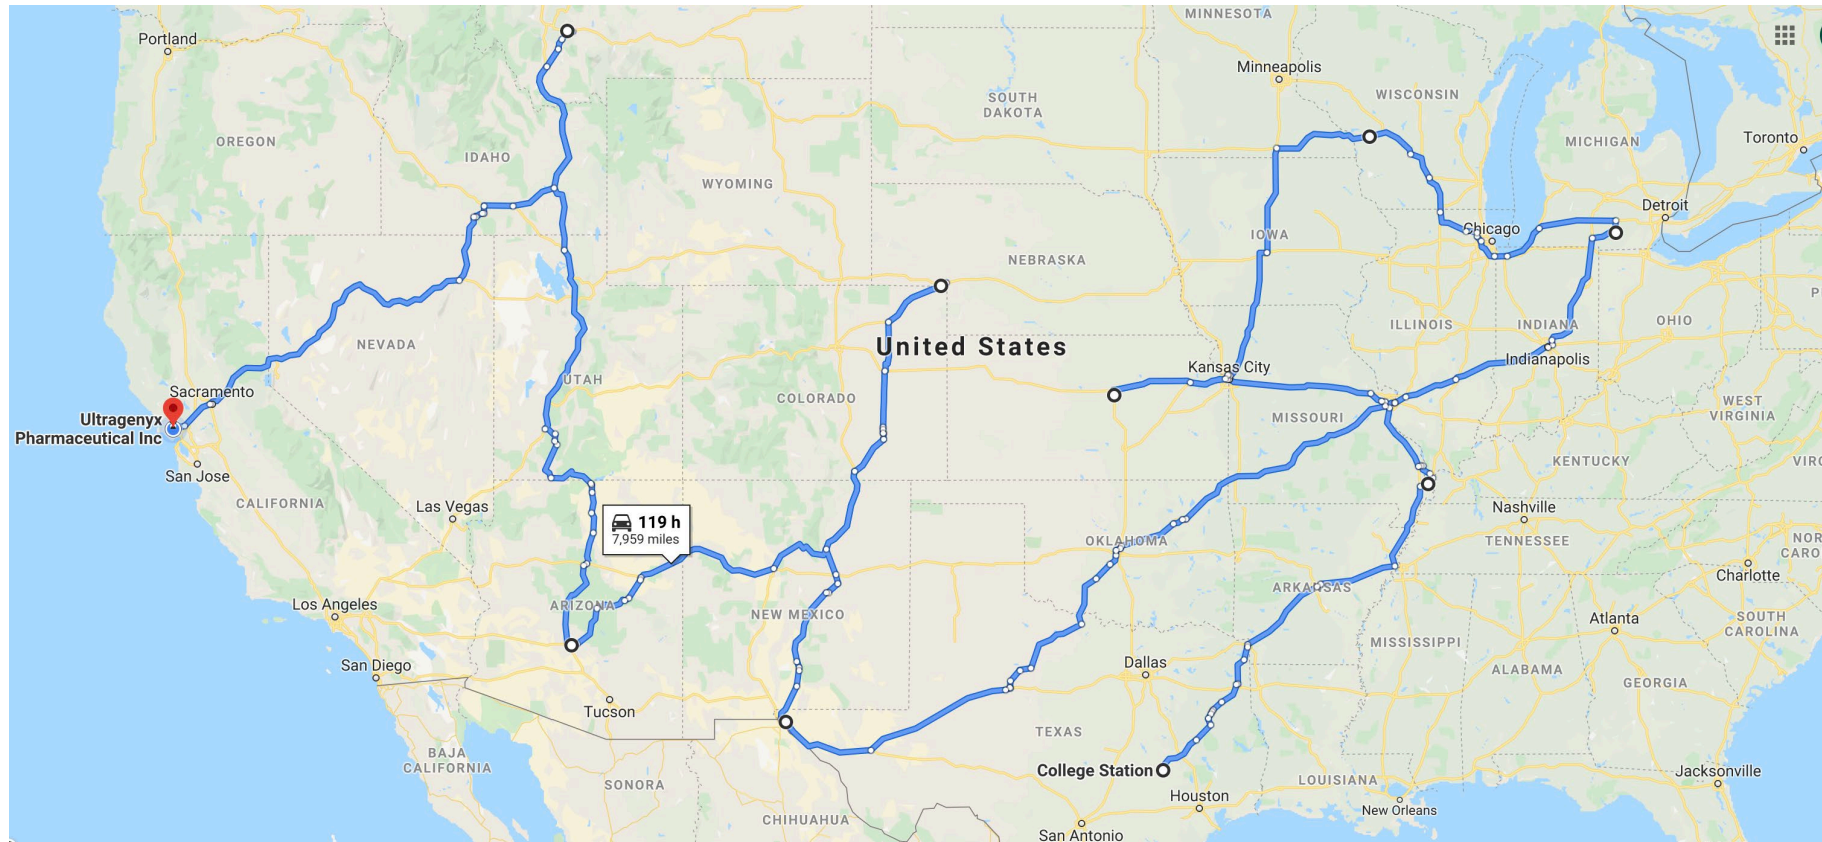 MINNESOTA
Portland
Minneapolis
WISCONSIN
SOUTH
DAKOTA
MICHIGAN
Toronto
OREGON
IDAHO
WYOMING
Detroit
Chicago
IOWA
NEBRASKA
ILLINOIS
INDIANA
OHIO
NEVADA
United States
Indianapolis
Kansas City
UTAH
Sacramento
COLORADO
WEST
VIRGINIA
MISSOURI
Ultragenyx
Pharmaceutical Inc
KENTUCKY
VIRG
San Jose
CALIFORNIA
Las Vegas
Nashville
119 h
7,959 miles
OKLAHOMA
TENNESSEE
NOR
CARO
Charlotte
ARKANSAS
Los Angeles
ARIZONA
NEW MEXICO
Atlanta
SOUTH
CAROLINA
MISSISSIPPI
San Diego
Dallas
ALABAMA
GEORGIA
Tucson
TEXAS
BAJA
CALIFORNIA
College Station
Jacksonville
SONORA
LOUISIANA
Houston
New Orleans
CHIHUAHUA
San Antonio